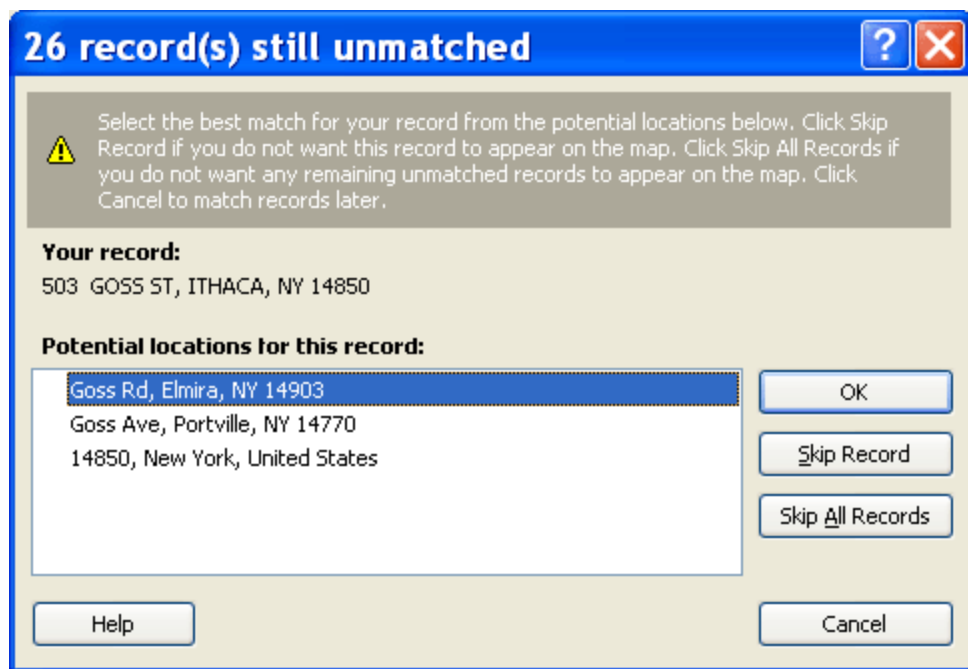 26 record(s) still unmatched
Select the best match for your record from the potential locations below. Click Skip
Record if you do not want this record to appear on the map. Click Skip All Records if
you do not want any remaining unmatched records to appear on the map. Click
Cancel to match records later.
Your record:
503 GOSS ST, ITHACA, NY 14850
Potential locations for this record:
Goss Rd, Elmira, NY 14903
Goss Ave, Portville, NY 14770
14850, New York, United States
OK
Skip Record
Skip All Records
Help
Cancel